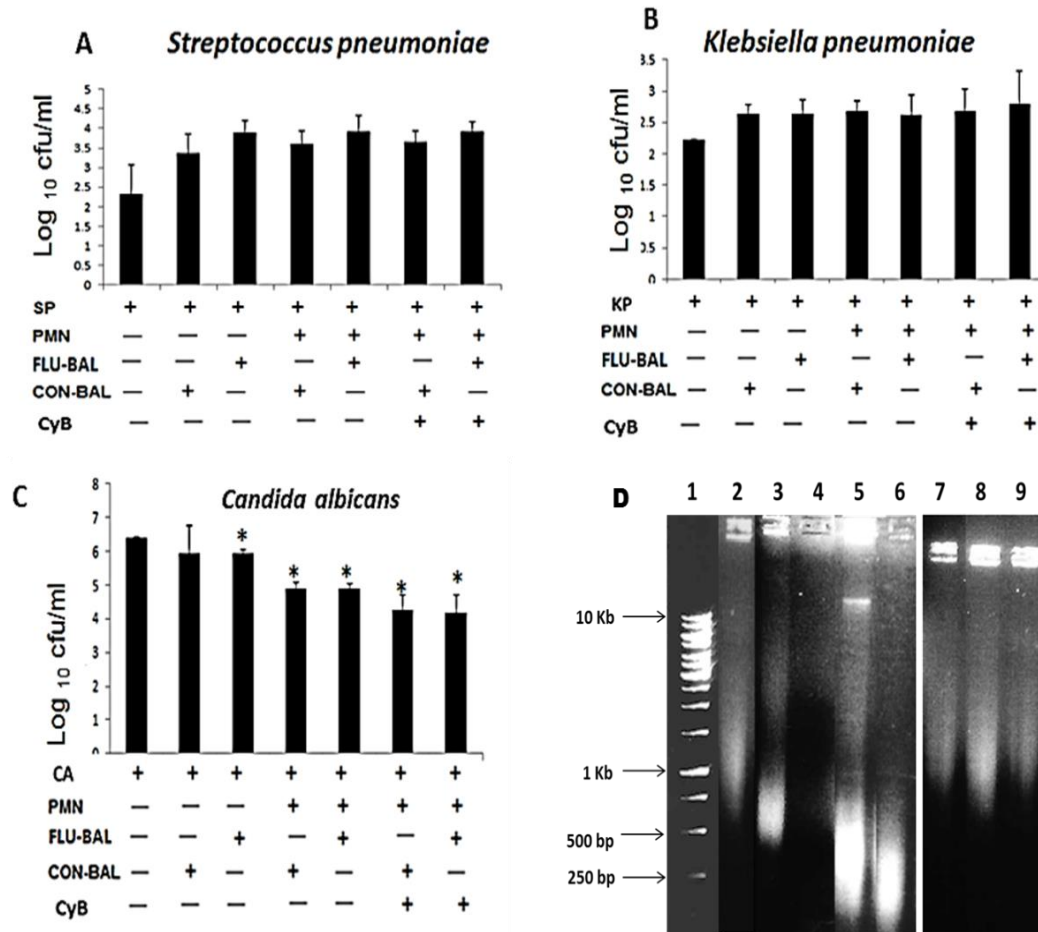 A Streptococcus pneumoniae
Log 10 cfu/ml
5
4.5
4
3.5
3
2.5
2
1.5
1
0.5
0
SP + + + + + + +
PMN — — — + + + +
FLU-BAL — — + — + — +
CON-BAL — + — + — + —
CyB — — — — — + +
B Klebsiella pneumoniae
Log 10 cfu/ml
3.5
3
2.5
2
1.5
1
0.5
0
KP + + + + + + +
PMN — — — + + + +
FLU-BAL — — + — + — +
CON-BAL — + — + — + —
CyB — — — — — + +
C Candida albicans
Log 10 cfu/ml
8
7
6
5
4
3
2
1
0
* * * * *
CA + + + + + + +
PMN — — — + + + +
FLU-BAL — — + — + — +
CON-BAL — + — + — + —
CyB — — — — — + +
D 1 2 3 4 5 6 7 8 9
10 Kb
1 Kb
500 bp
250 bp